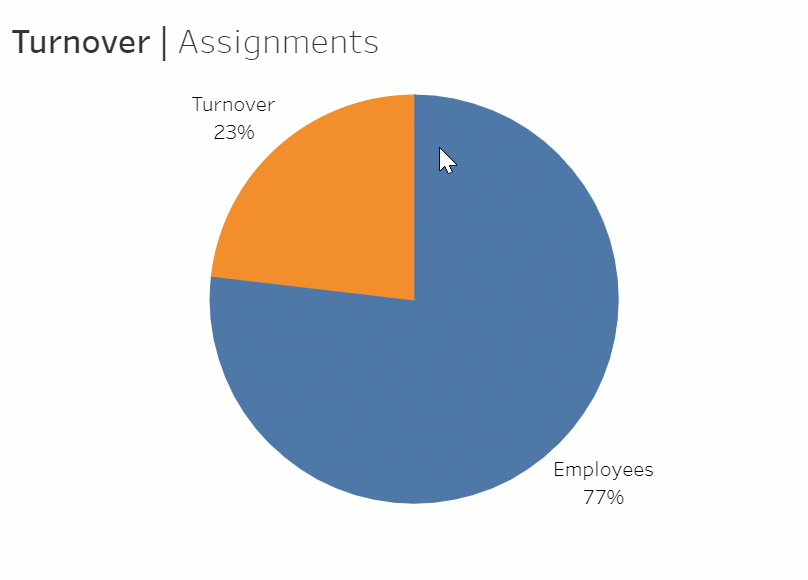 Turnover | Assignments
Turnover
23%
Employees
77%